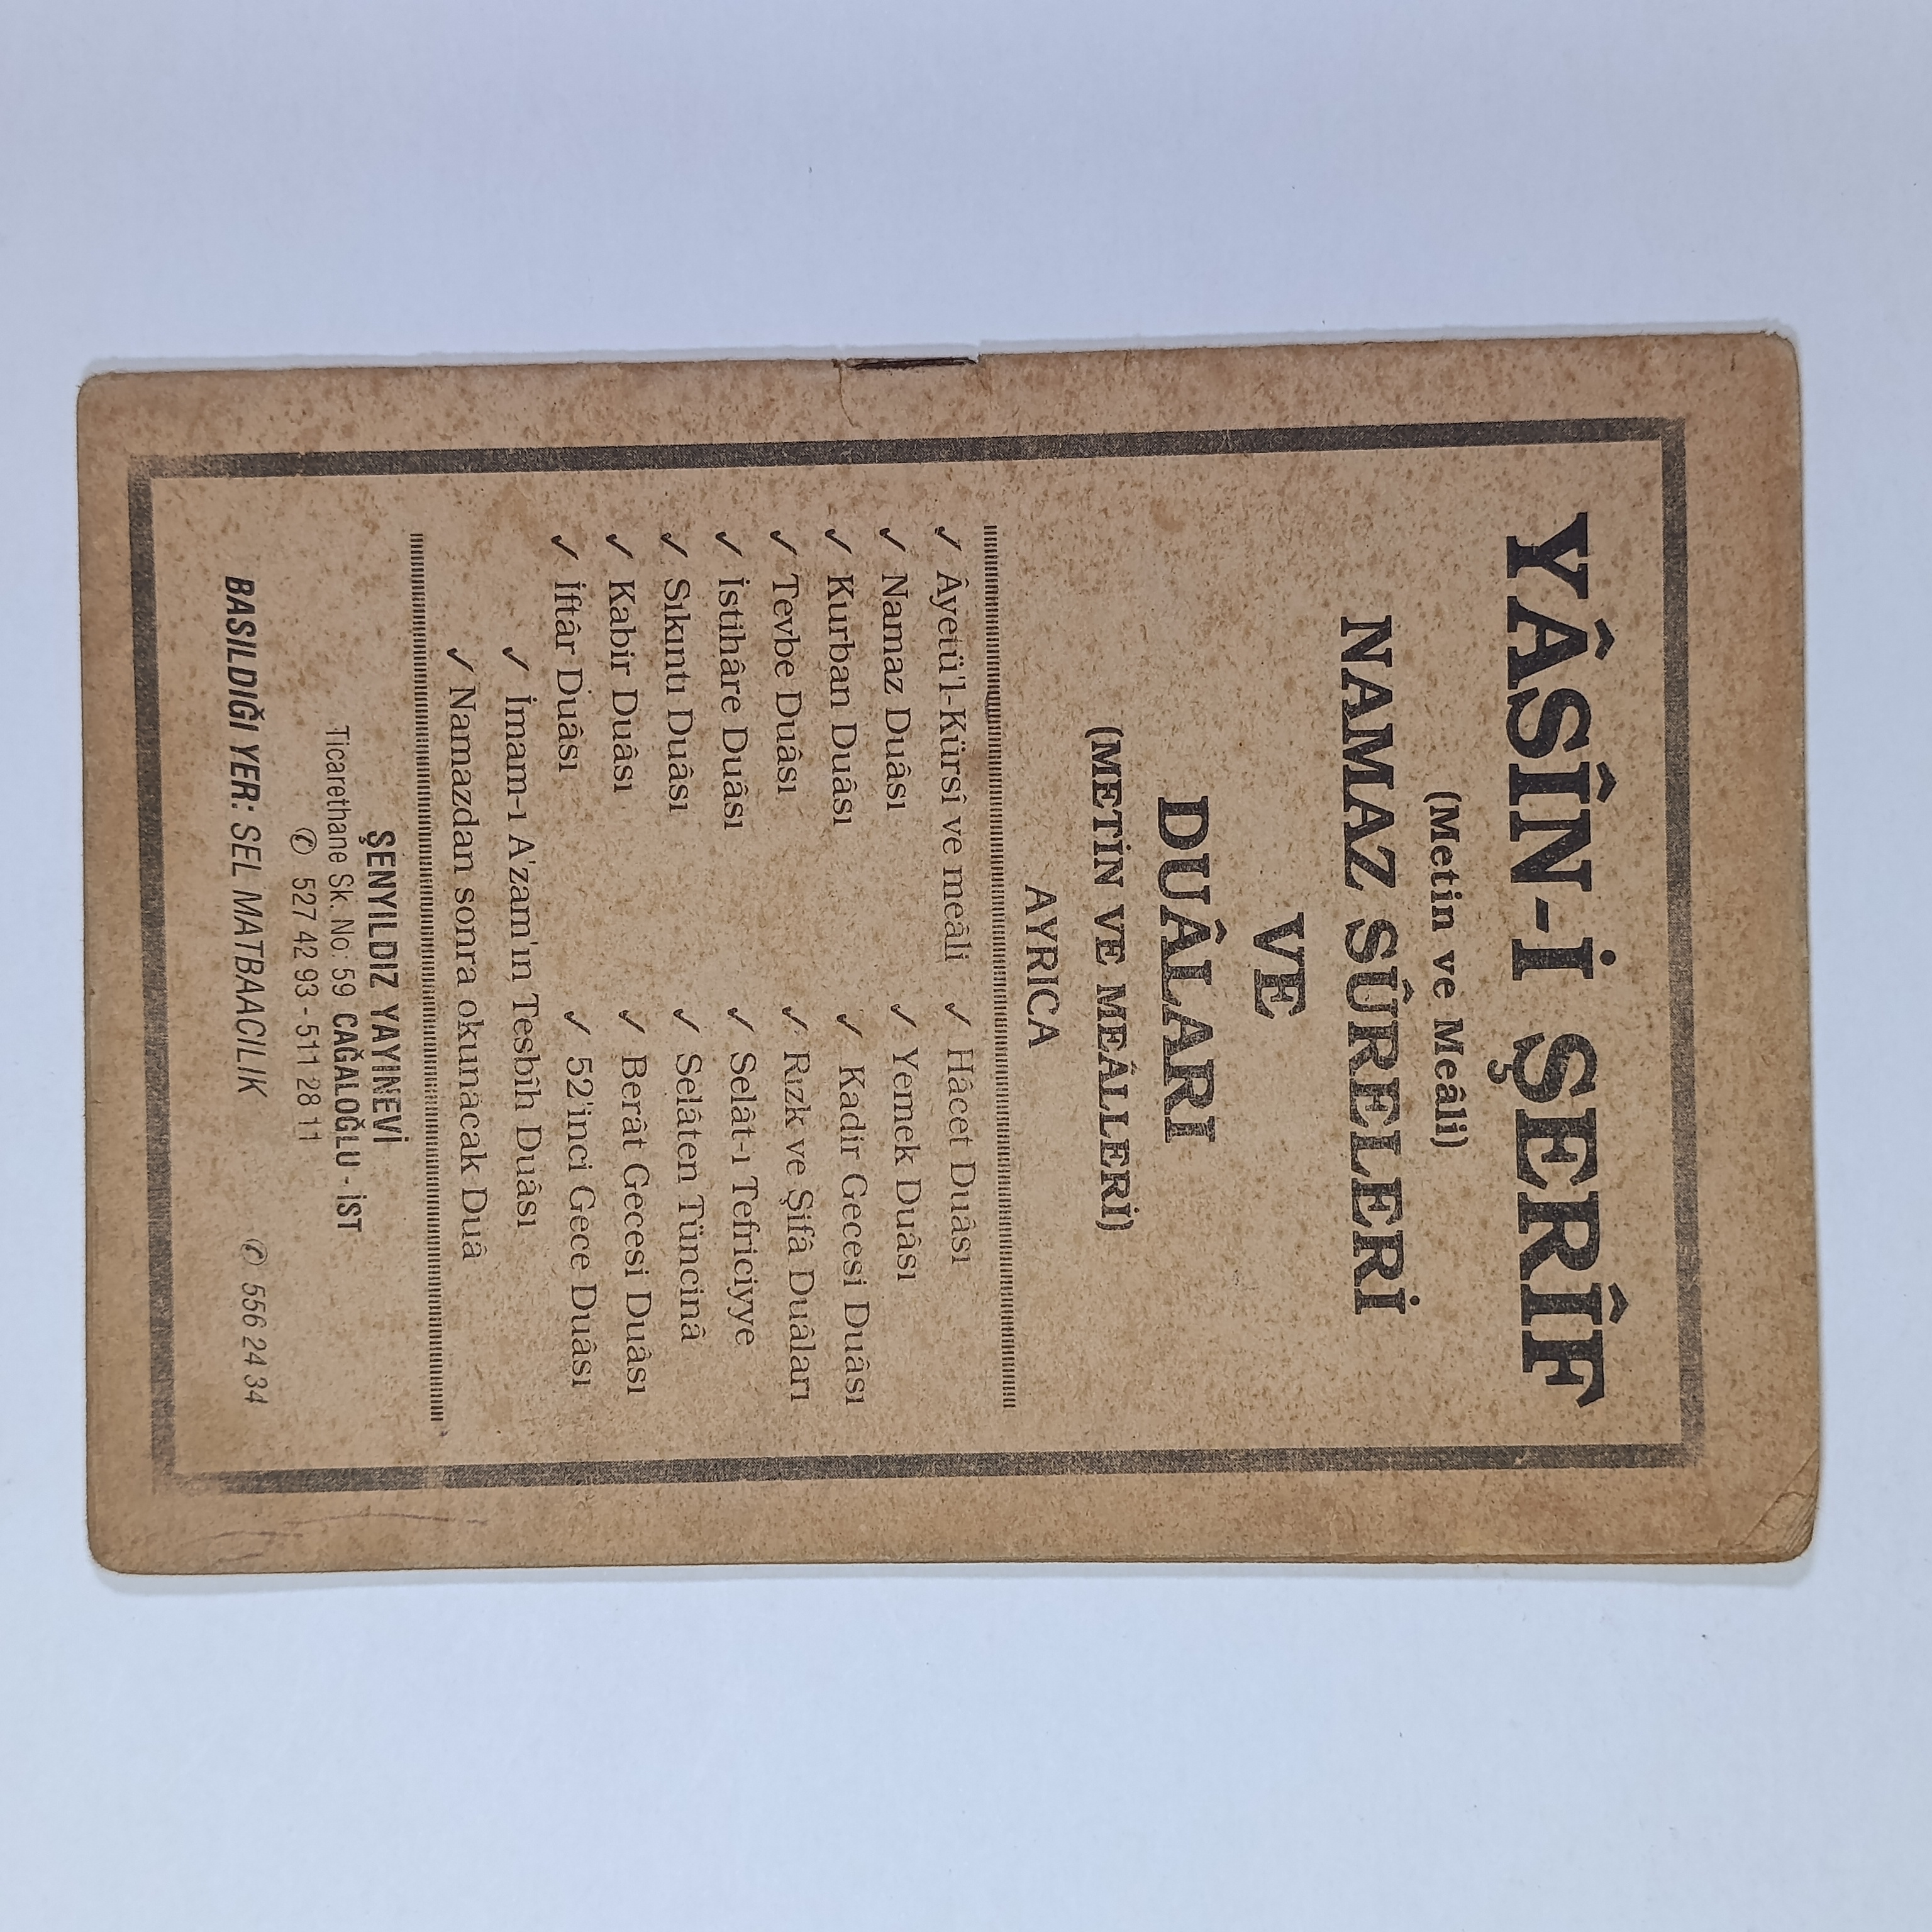 YÂSÎN-İ ŞERÎF
(Metin ve Meâli)
NAMAZ SÛRELERİ
VE
DUÂLARI
(METİN VE MEÂLLERİ)
AYRICA
✓ Âyetü'l-Kürsî ve meâli ✓ Hâcet Duâsı
✓ Namaz Duâsı ✓ Yemek Duâsı
✓ Kurban Duâsı ✓ Kadir Gecesi Duâsı
✓ Tevbe Duâsı ✓ Rızk ve Şifâ Duâları
✓ İstihâre Duâsı ✓ Selât-ı Tefriciyye
✓ Sıkıntı Duâsı ✓ Selâten Tüncinâ
✓ Kabir Duâsı ✓ Berât Gecesi Duâsı
✓ İftâr Duâsı ✓ 52'inci Gece Duâsı
✓ İmam-ı A'zam'ın Tesbîh Duâsı
✓ Namazdan sonra okunacak Duâ
ŞENYILDIZ YAYINEVİ
Ticarethane Sk. No: 59 CAĞALOĞLU - İST
✆ 527 42 93 - 511 28 11
BASILDIĞI YER: SEL MATBAACILIK ✆ 556 24 34